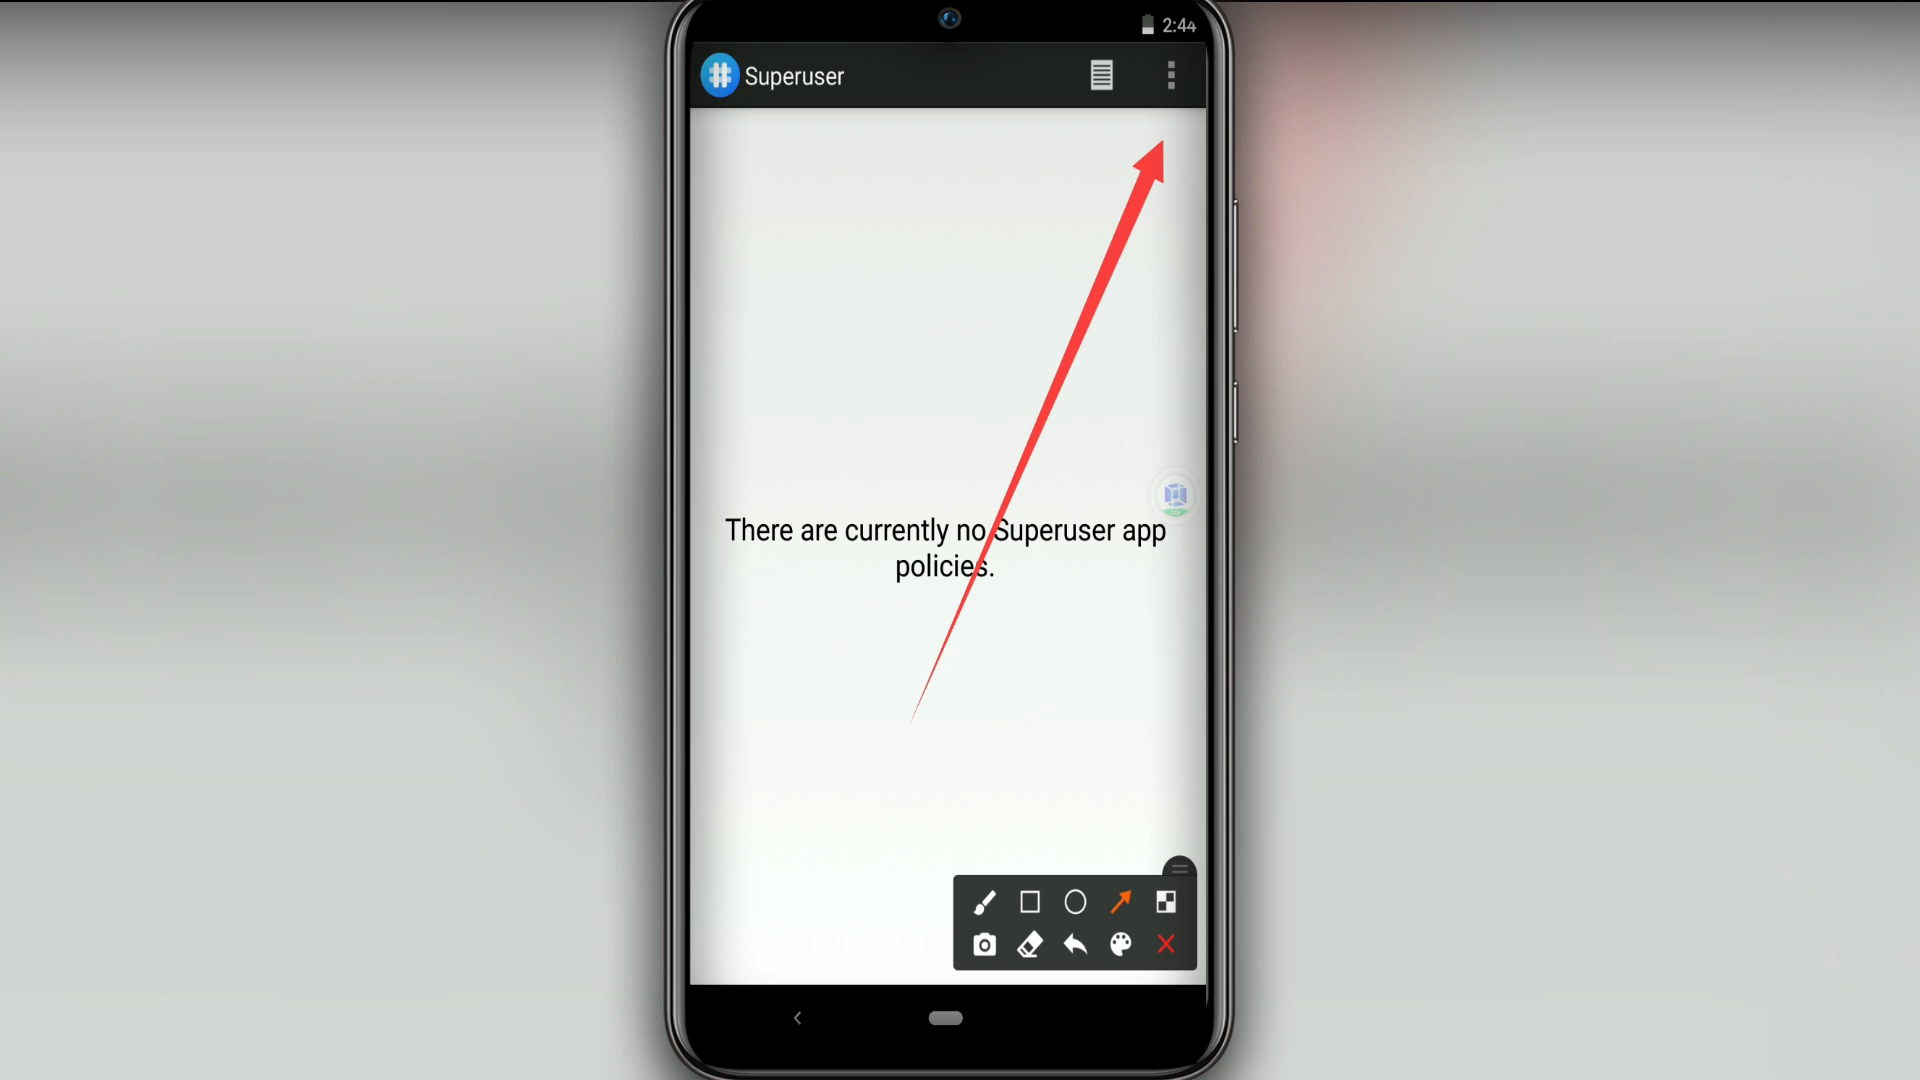 2:44
Superuser
There are currently no Superuser app
policies.